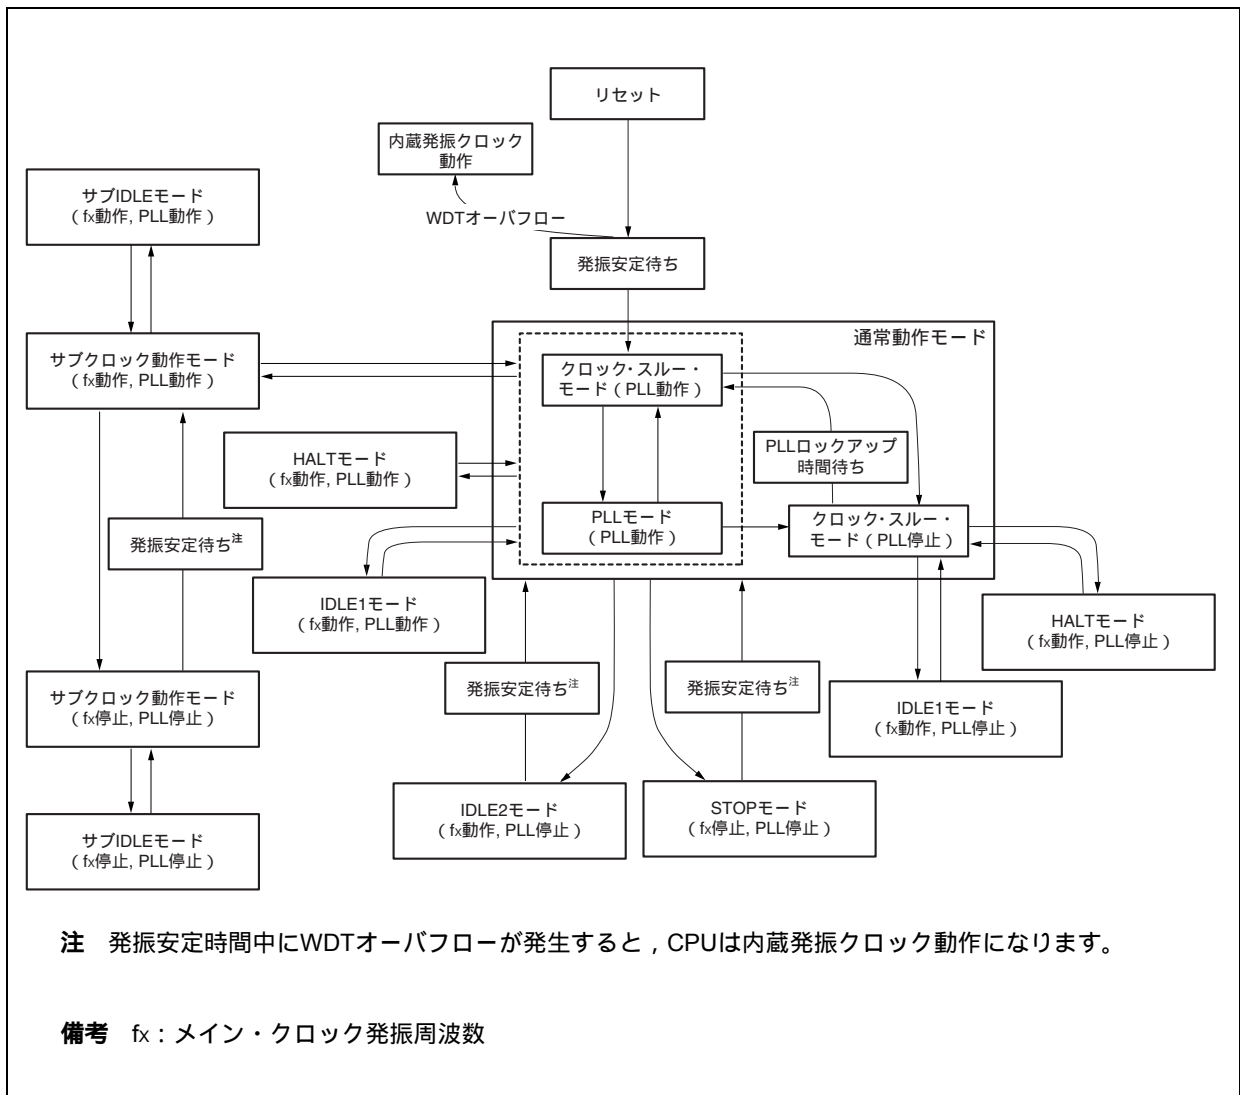 リセット
内蔵発振クロック
動作
WDTオーバフロー
発振安定待ち
サブIDLEモード
（fx動作, PLL動作）
サブクロック動作モード
（fx動作, PLL動作）
通常動作モード
クロック・スルー・
モード（PLL動作）
PLLロックアップ
時間待ち
HALTモード
（fx動作, PLL動作）
PLLモード
（PLL動作）
クロック・スルー・
モード（PLL停止）
発振安定待ち注
IDLE1モード
（fx動作, PLL動作）
HALTモード
（fx動作, PLL停止）
サブクロック動作モード
（fx停止, PLL停止）
発振安定待ち注
発振安定待ち注
IDLE1モード
（fx動作, PLL停止）
IDLE2モード
（fx動作, PLL停止）
STOPモード
（fx停止, PLL停止）
サブIDLEモード
（fx停止, PLL停止）
注　発振安定時間中にWDTオーバフローが発生すると，CPUは内蔵発振クロック動作になります。
備考　fx：メイン・クロック発振周波数